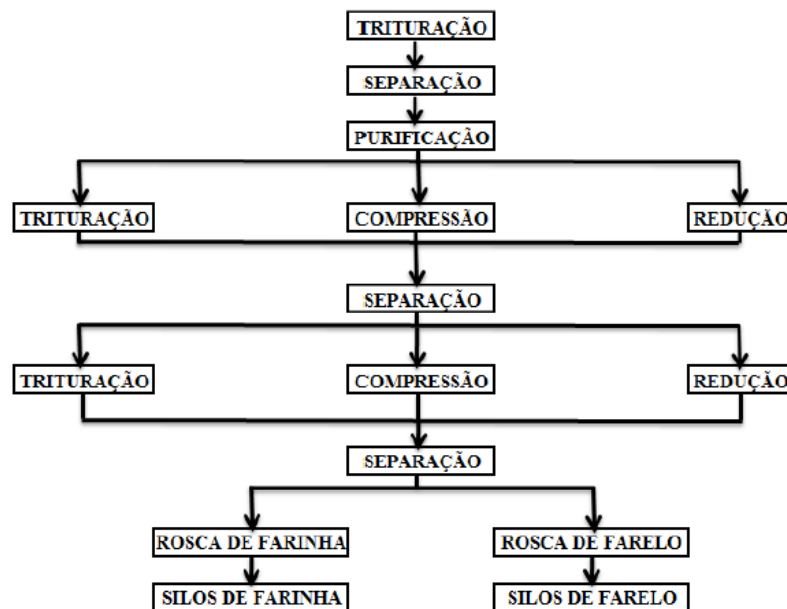 TRITURAÇÃO
SEPARAÇÃO
PURIFICAÇÃO
TRITURAÇÃO
COMPRESSÃO
REDUÇÃO
SEPARAÇÃO
TRITURAÇÃO
COMPRESSÃO
REDUÇÃO
SEPARAÇÃO
ROSCA DE FARINHA
ROSCA DE FARELO
SILOS DE FARINHA
SILOS DE FARELO